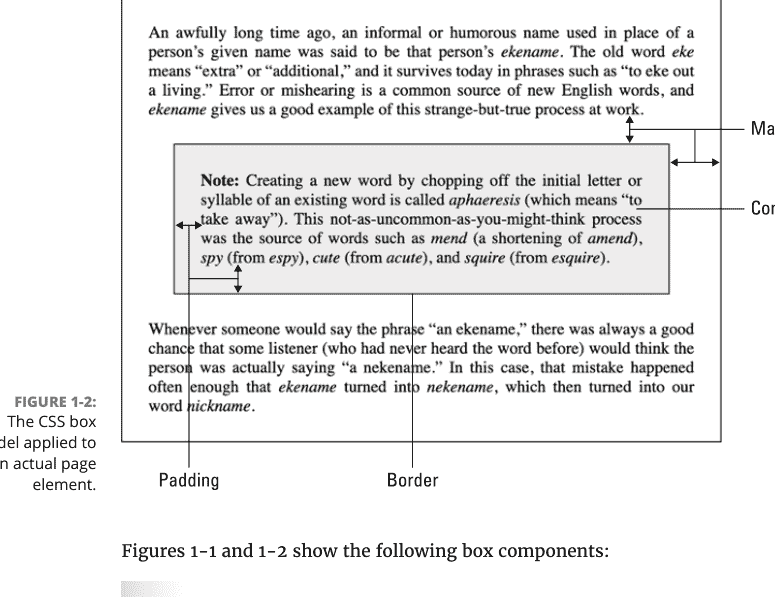 An awfully long time ago, an informal or humorous name used in place of a
person's given name was said to be that person's ekename. The old word eke
means “extra” or “additional,” and it survives today in phrases such as “to eke out
a living.” Error or mishearing is a common source of new English words, and
ekename gives us a good example of this strange-but-true process at work.
Ma
Note: Creating a new word by chopping off the initial letter or
syllable of an existing word is called aphaeresis (which means “to
Cor
take away”). This not-as-uncommon-as-you-might-think process
was the source of words such as mend (a shortening of amend),
spy (from espy), cute (from acute), and squire (from esquire).
Whenever someone would say the phrase “an ekename,” there was always a good
chance that some listener (who had never heard the word before) would think the
person was actually saying “a nekename.” In this case, that mistake happened
often enough that ekename turned into nekename, which then turned into our
word nickname.
FIGURE 1-2:
The CSS box
del applied to
n actual page
element.
Padding
Border
Figures 1-1 and 1-2 show the following box components: